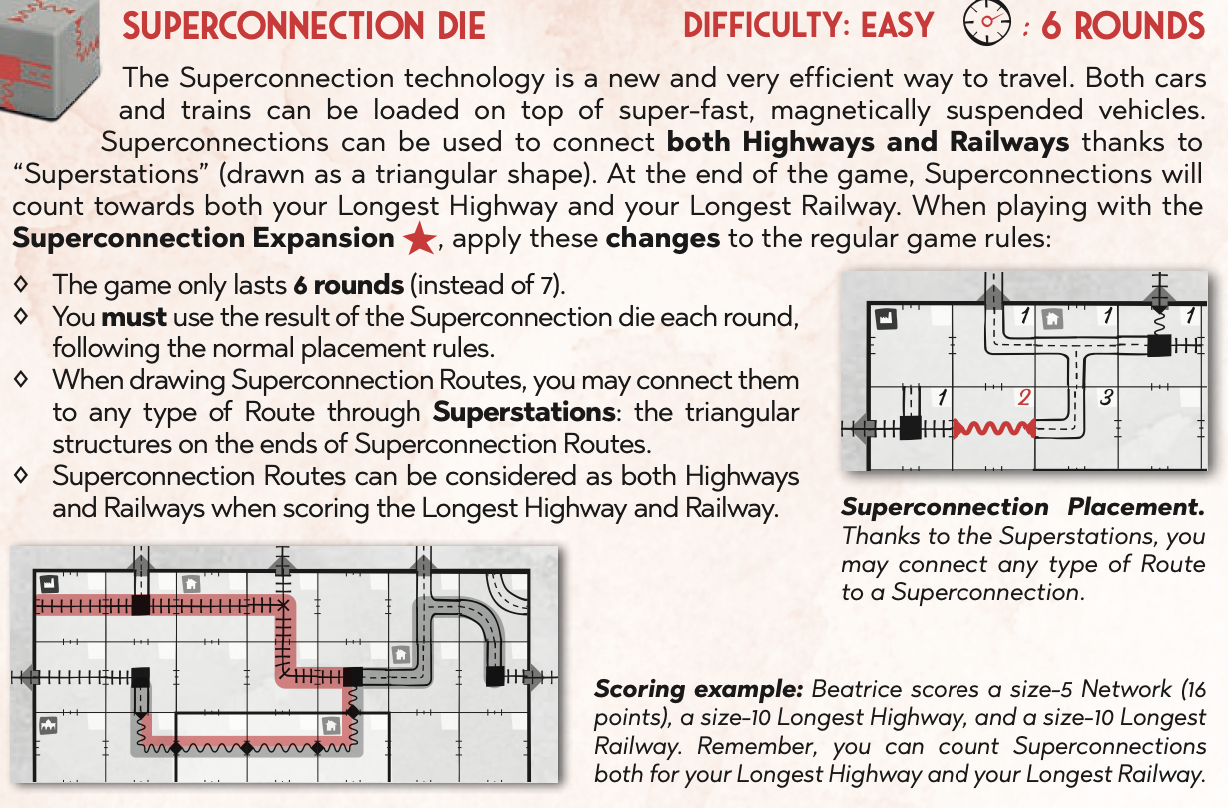 SUPERCONNECTION DIE
DIFFICULTY: EASY : 6 ROUNDS
The Superconnection technology is a new and very efficient way to travel. Both cars
and trains can be loaded on top of super-fast, magnetically suspended vehicles.
Superconnections can be used to connect both Highways and Railways thanks to
“Superstations” (drawn as a triangular shape). At the end of the game, Superconnections will
count towards both your Longest Highway and your Longest Railway. When playing with the
Superconnection Expansion ★, apply these changes to the regular game rules:
◊ The game only lasts 6 rounds (instead of 7).
◊ You must use the result of the Superconnection die each round,
following the normal placement rules.
◊ When drawing Superconnection Routes, you may connect them
to any type of Route through Superstations: the triangular
structures on the ends of Superconnection Routes.
◊ Superconnection Routes can be considered as both Highways
and Railways when scoring the Longest Highway and Railway.
1 1 1
1 2 3
Superconnection Placement.
Thanks to the Superstations, you
may connect any type of Route
to a Superconnection.
Scoring example: Beatrice scores a size-5 Network (16
points), a size-10 Longest Highway, and a size-10 Longest
Railway. Remember, you can count Superconnections
both for your Longest Highway and your Longest Railway.